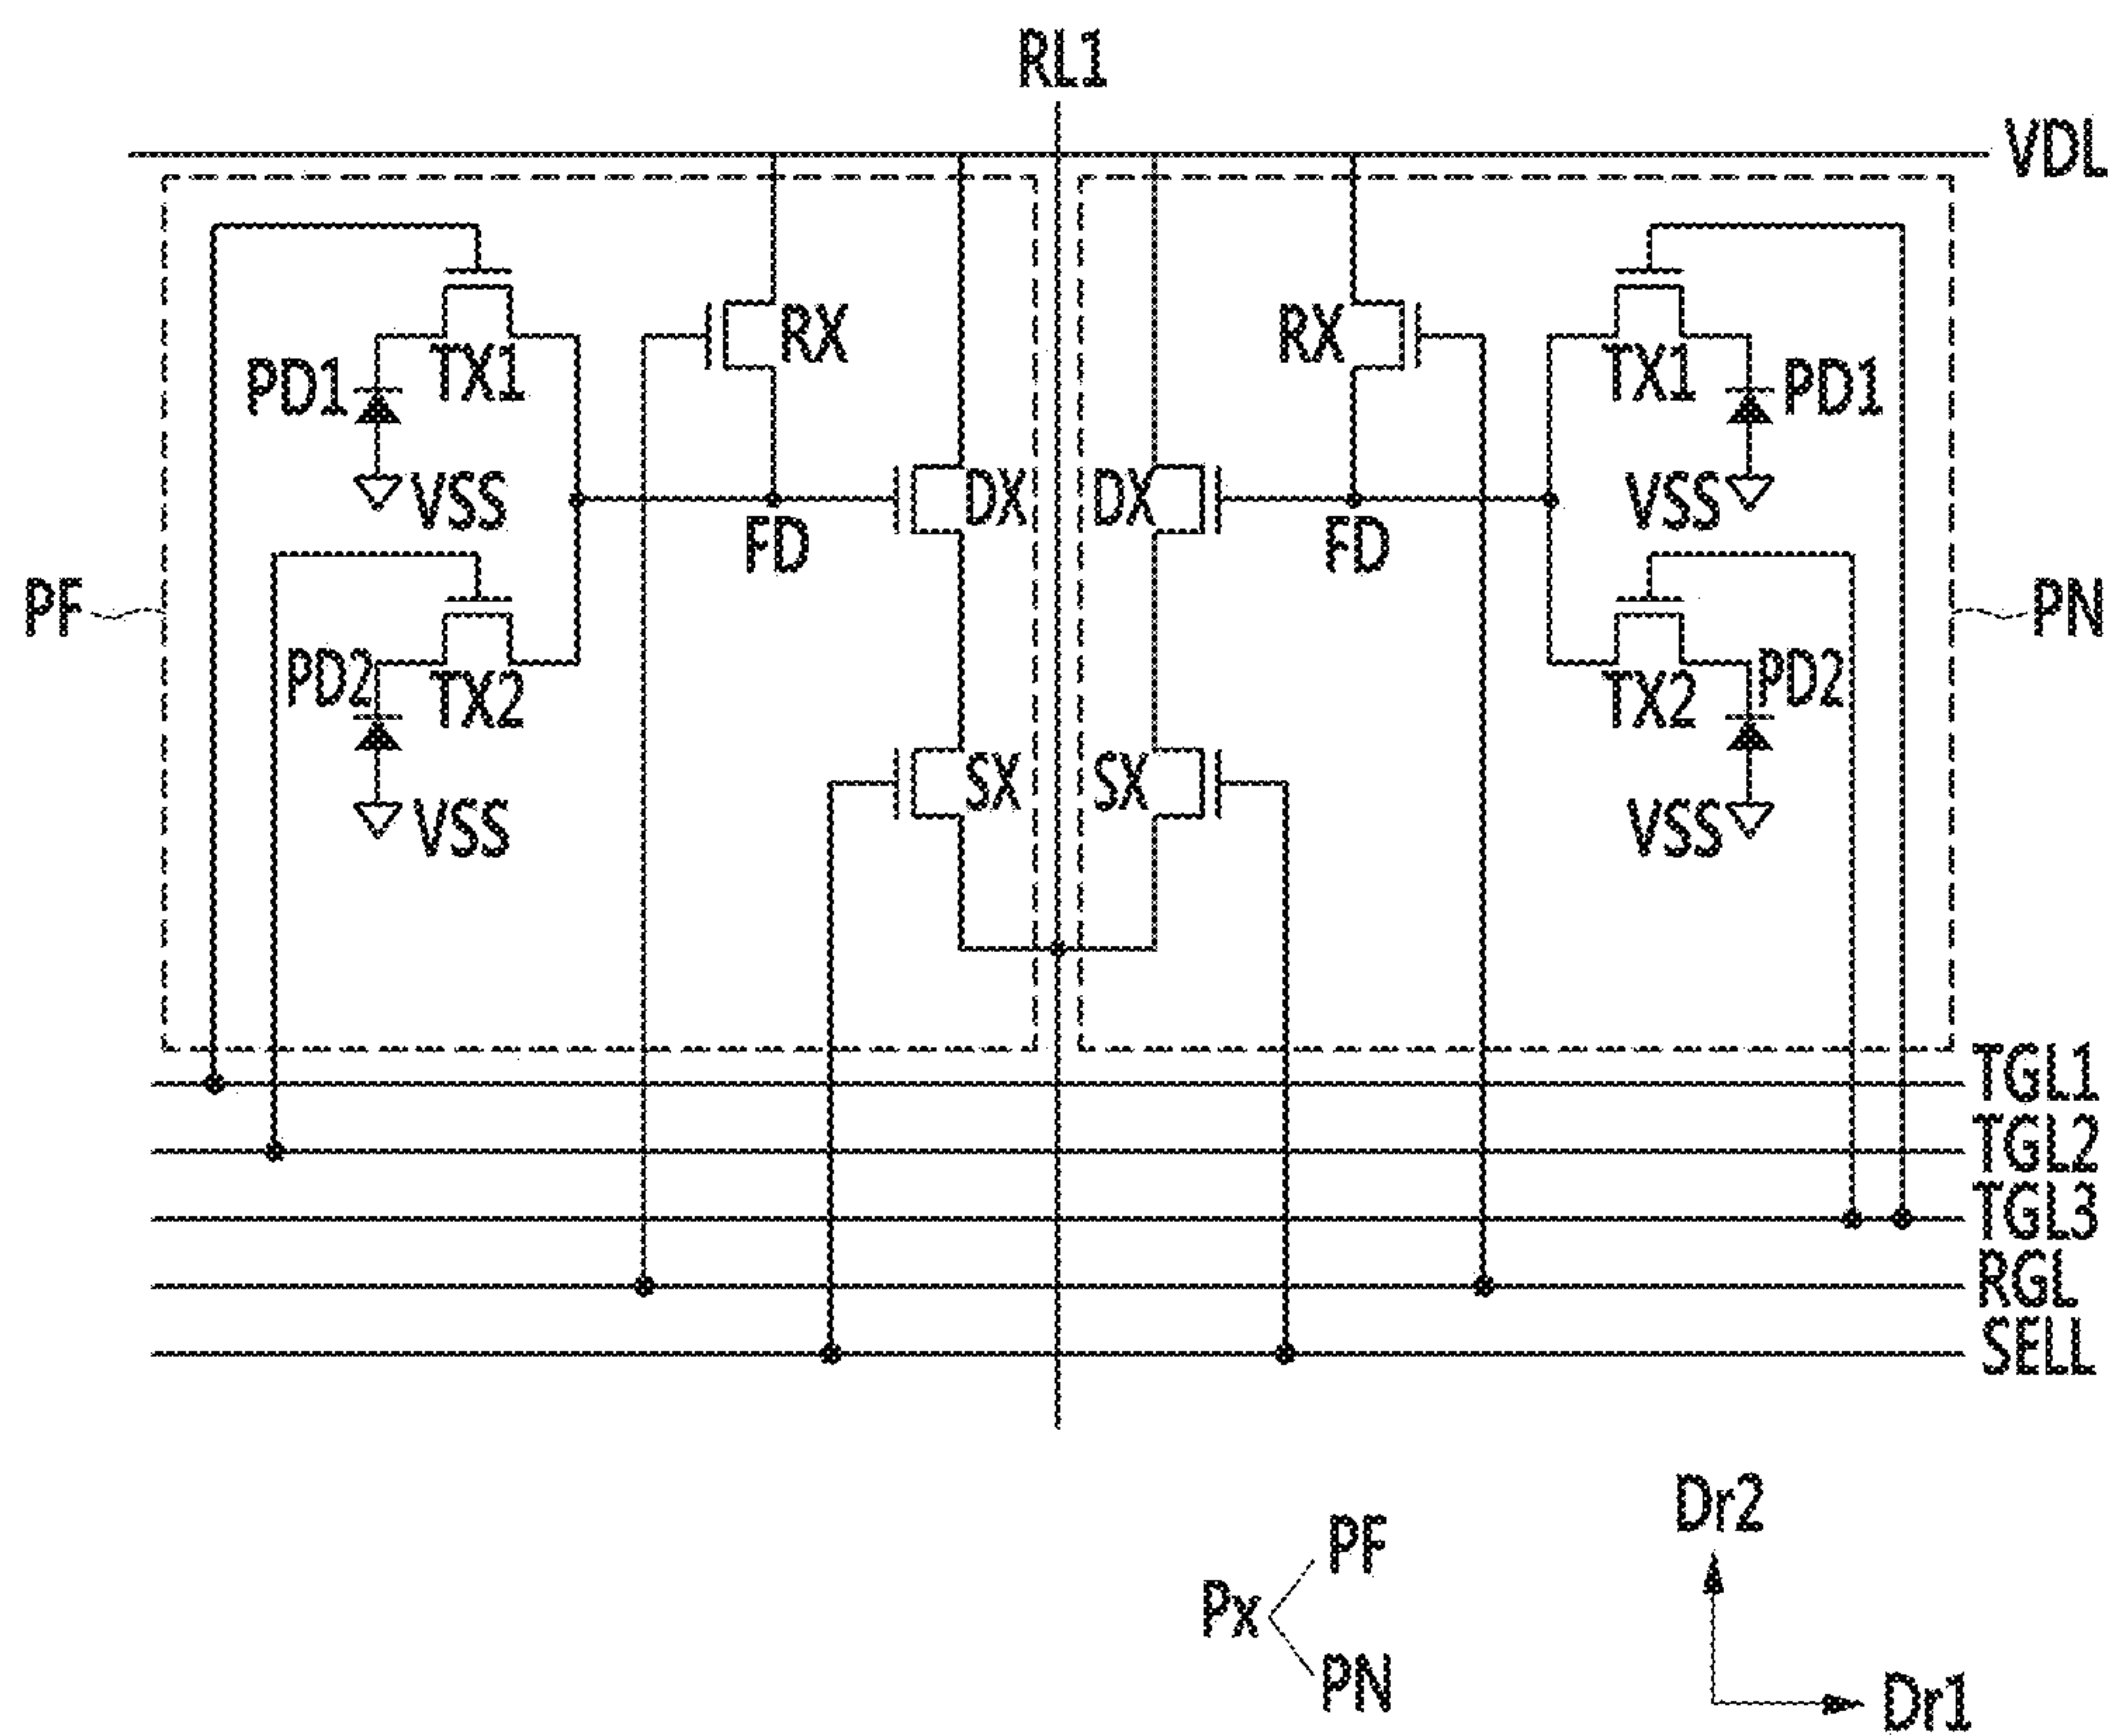 RL1
VDL
RX
RX
PD1
TX1
TX1
PD1
VSS
DX
DX
VSS
FD
FD
PF
PN
PD2
TX2
TX2
PD2
SX
SX
VSS
VSS
TGL1
TGL2
TGL3
RGL
SELL
Dr2
PF
Px
PN
Dr1